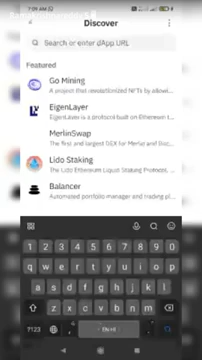 Discover
Search or enter dApp URL
Featured
Go Mining
A project that revolutionized NFTs by allowi...
EigenLayer
EigenLayer is a protocol built on Ethereum t...
MerlinSwap
The first and largest DEX for Merlin and Bitc...
Lido Staking
The Lido Ethereum Liquid Staking Protocol, ...
Balancer
Automated portfolio manager and trading pl...
1 2 3 4 5 6 7 8 9 0
q w e r t y u i o p
a s d f g h j k l
z x c v b n m
?123